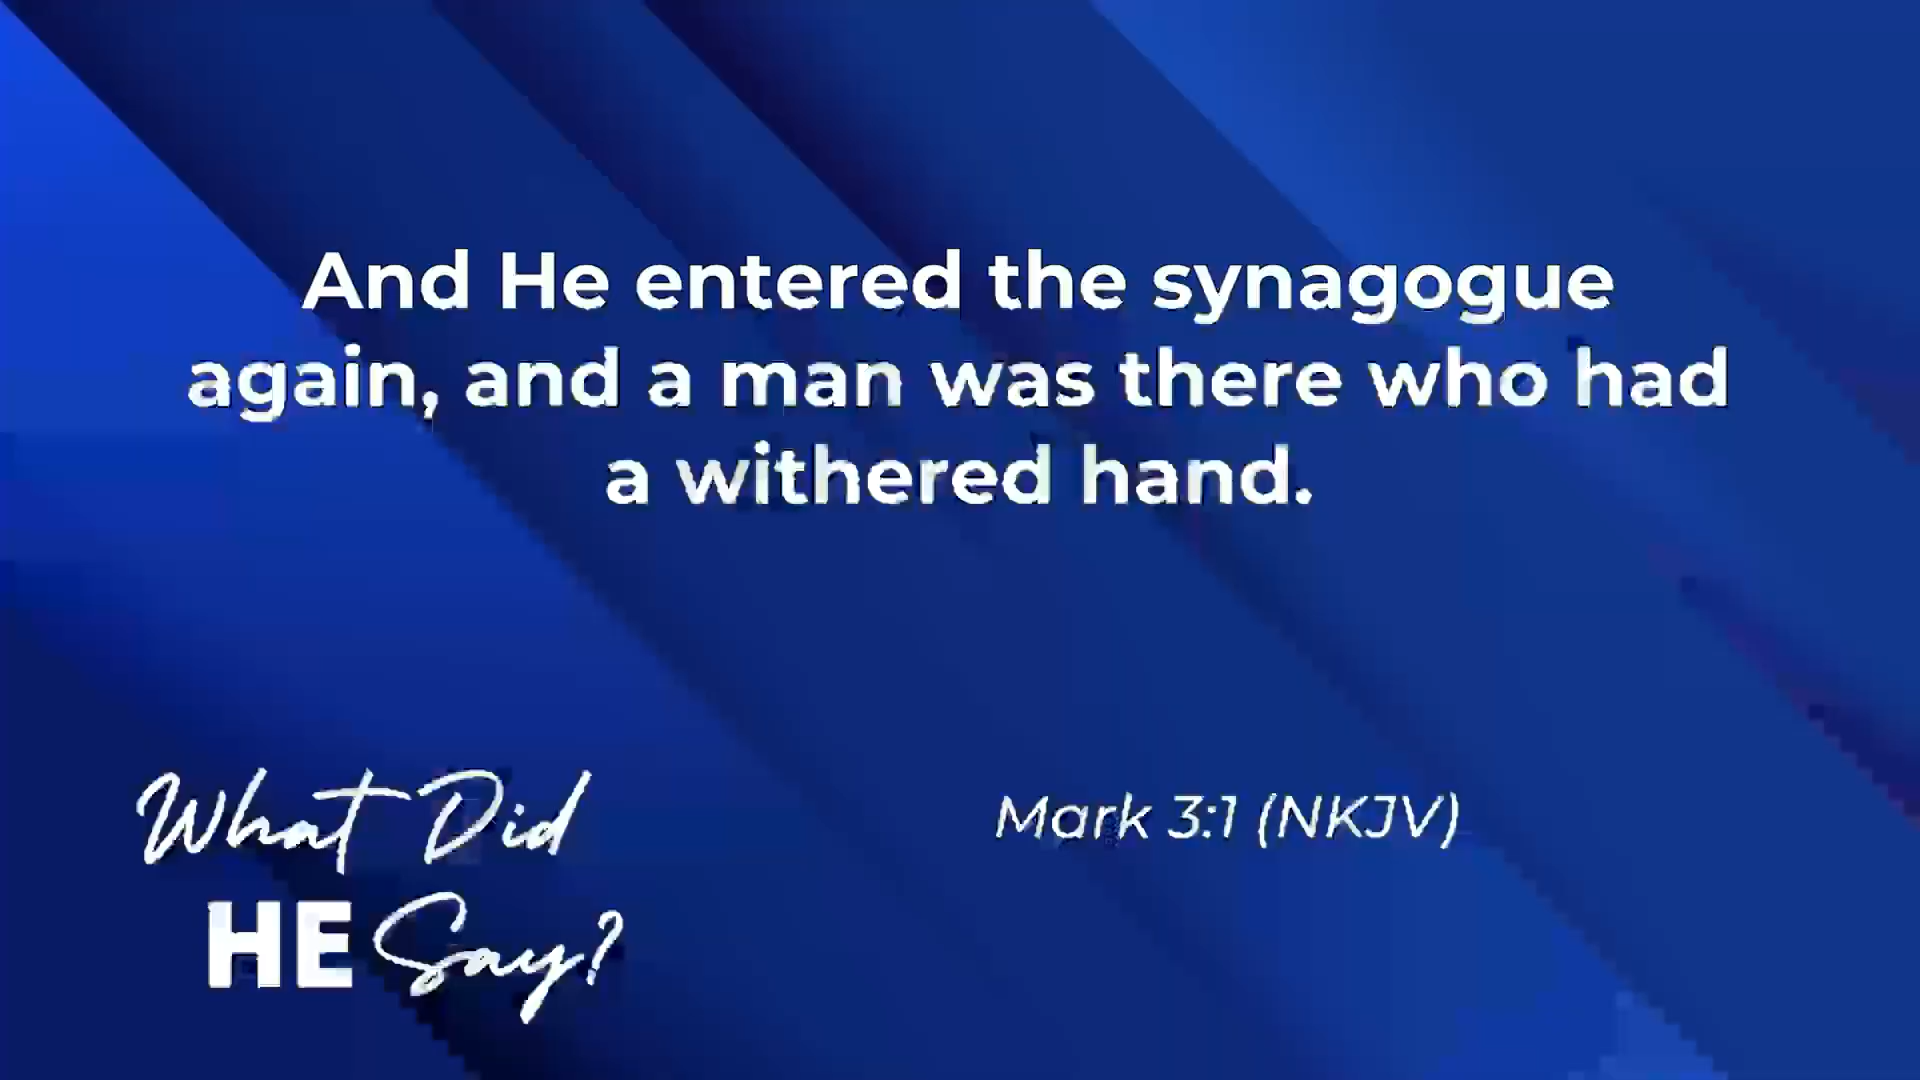 And He entered the synagogue
again, and a man was there who had
a withered hand.
What Did
HE Say?
Mark 3:1 (NKJV)